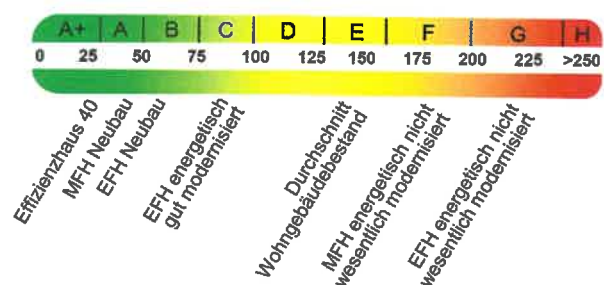 A+ A B C D E F G H
0 25 50 75 100 125 150 175 200 225 >250
Effizienzhaus 40
MFH Neubau
EFH Neubau
EFH energetisch
gut modernisiert
Durchschnitt
Wohngebäudebestand
MFH energetisch nicht
wesentlich modernisiert
EFH energetisch nicht
wesentlich modernisiert